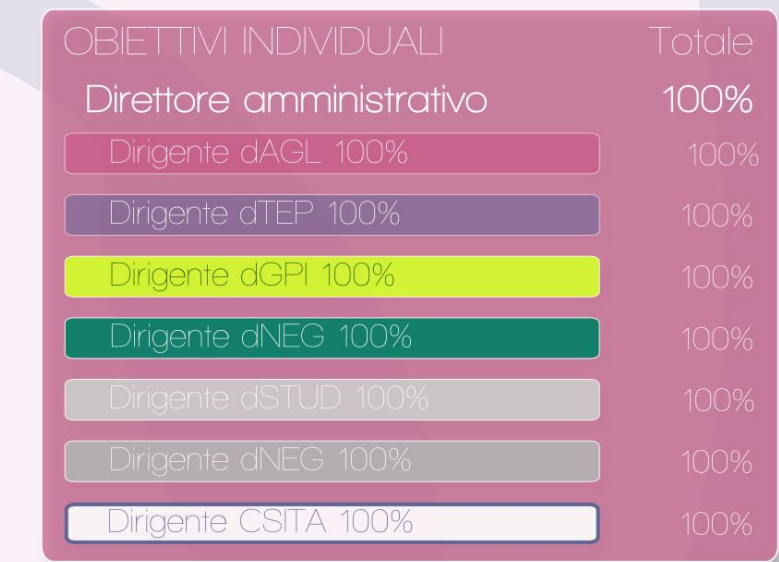 OBIETTIVI INDIVIDUALI Totale
Direttore amministrativo 100%
Dirigente dAGL 100% 100%
Dirigente dTEP 100% 100%
Dirigente dGPI 100% 100%
Dirigente dNEG 100% 100%
Dirigente dSTUD 100% 100%
Dirigente dNEG 100% 100%
Dirigente CSITA 100% 100%